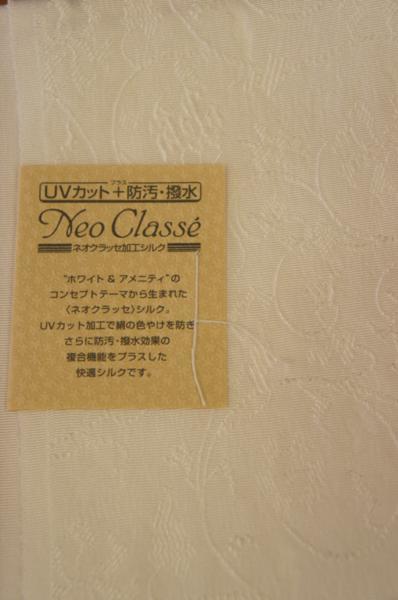 プラス
UVカット+防汚・撥水
Neo Classé
ネオクラッセ加工シルク
"ホワイト & アメニティ"の
コンセプトテーマから生まれた
〈ネオクラッセ〉シルク。
UVカット加工で絹の色やけを防ぎ
さらに防汚・撥水効果の
複合機能をプラスした
快適シルクです。